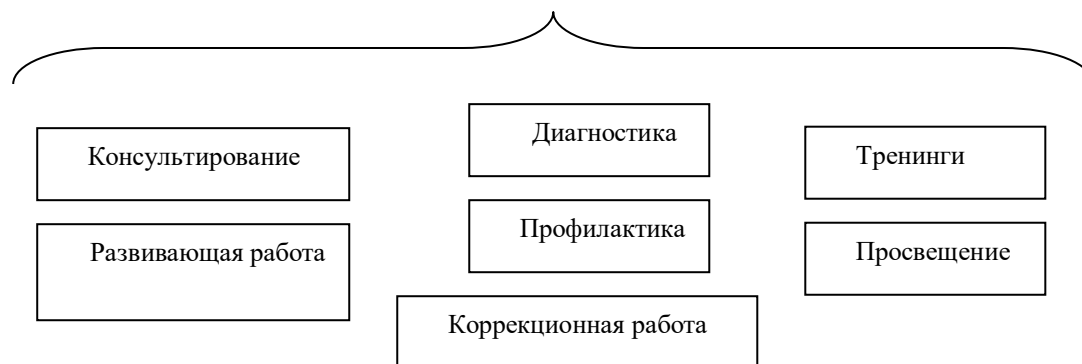 Консультирование
Диагностика
Тренинги
Развивающая работа
Профилактика
Просвещение
Коррекционная работа